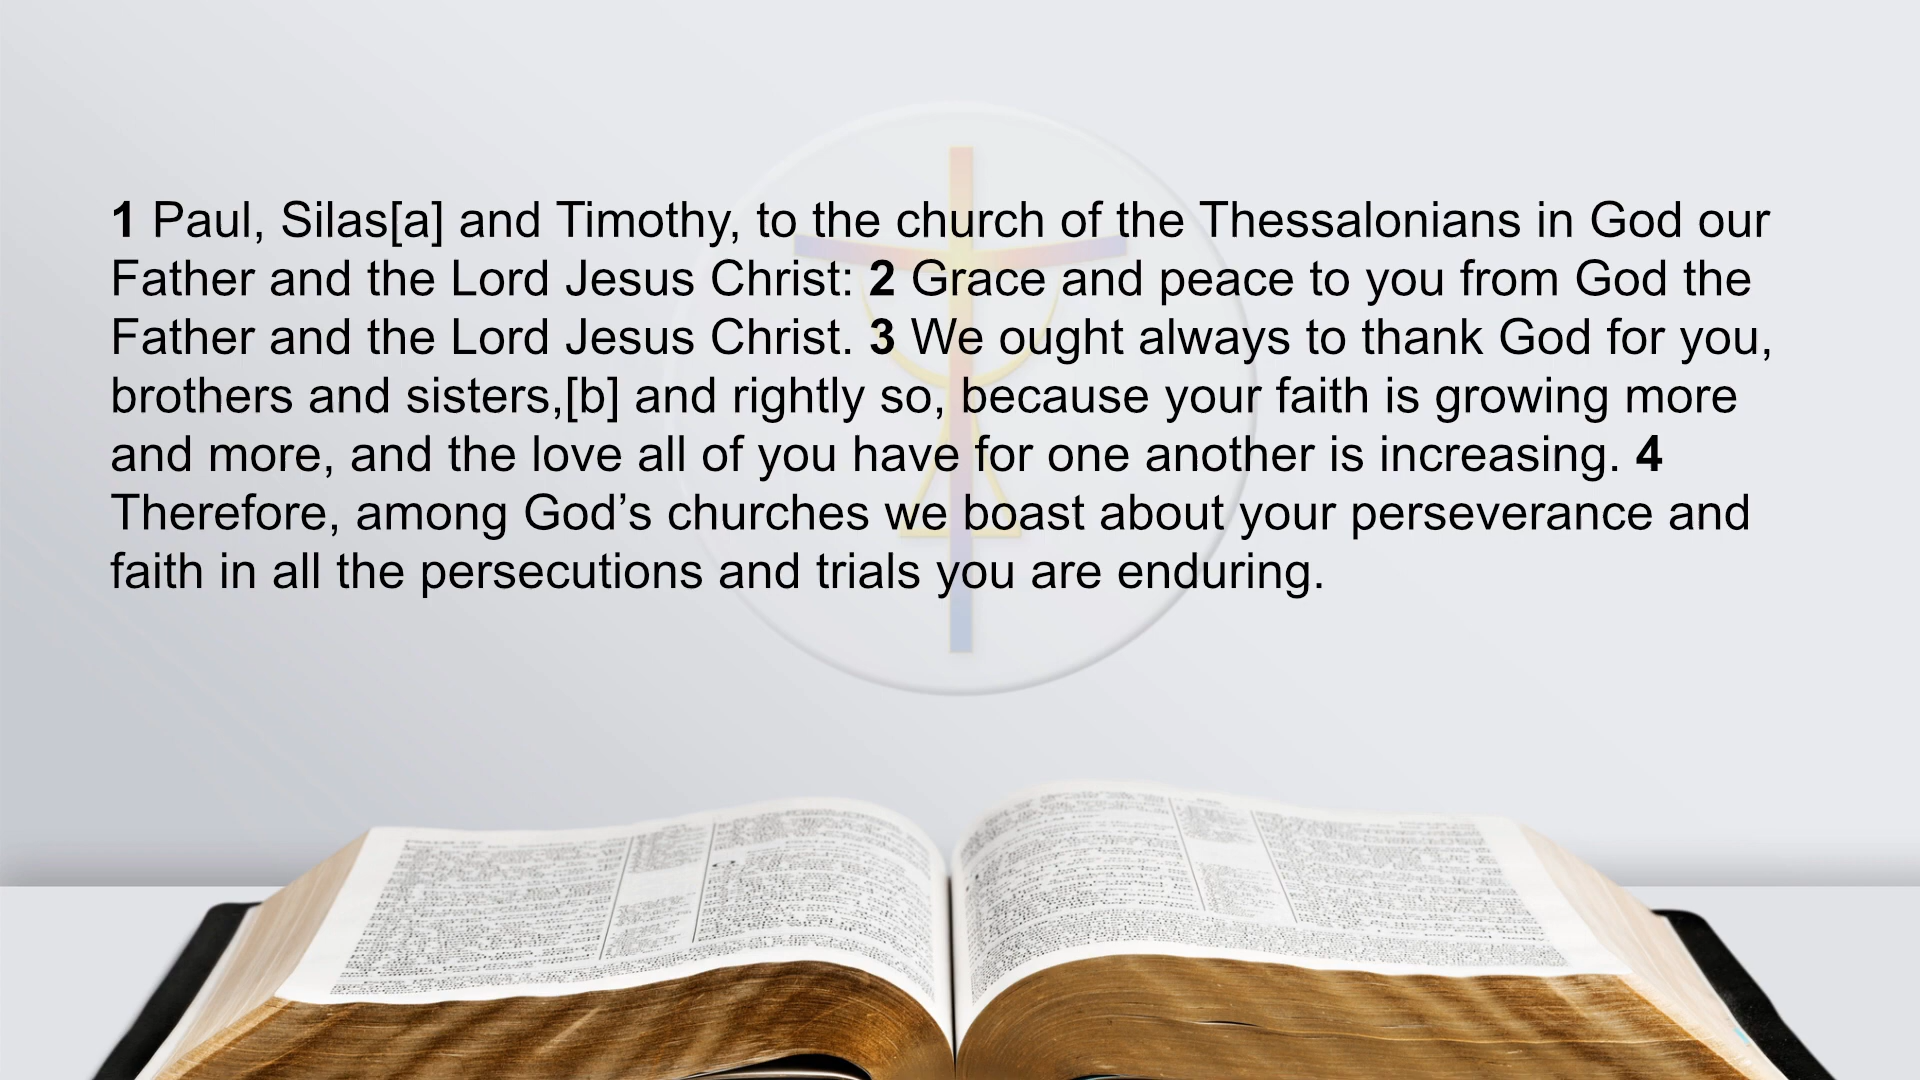 1 Paul, Silas[a] and Timothy, to the church of the Thessalonians in God our
Father and the Lord Jesus Christ: 2 Grace and peace to you from God the
Father and the Lord Jesus Christ. 3 We ought always to thank God for you,
brothers and sisters,[b] and rightly so, because your faith is growing more
and more, and the love all of you have for one another is increasing. 4
Therefore, among God’s churches we boast about your perseverance and
faith in all the persecutions and trials you are enduring.